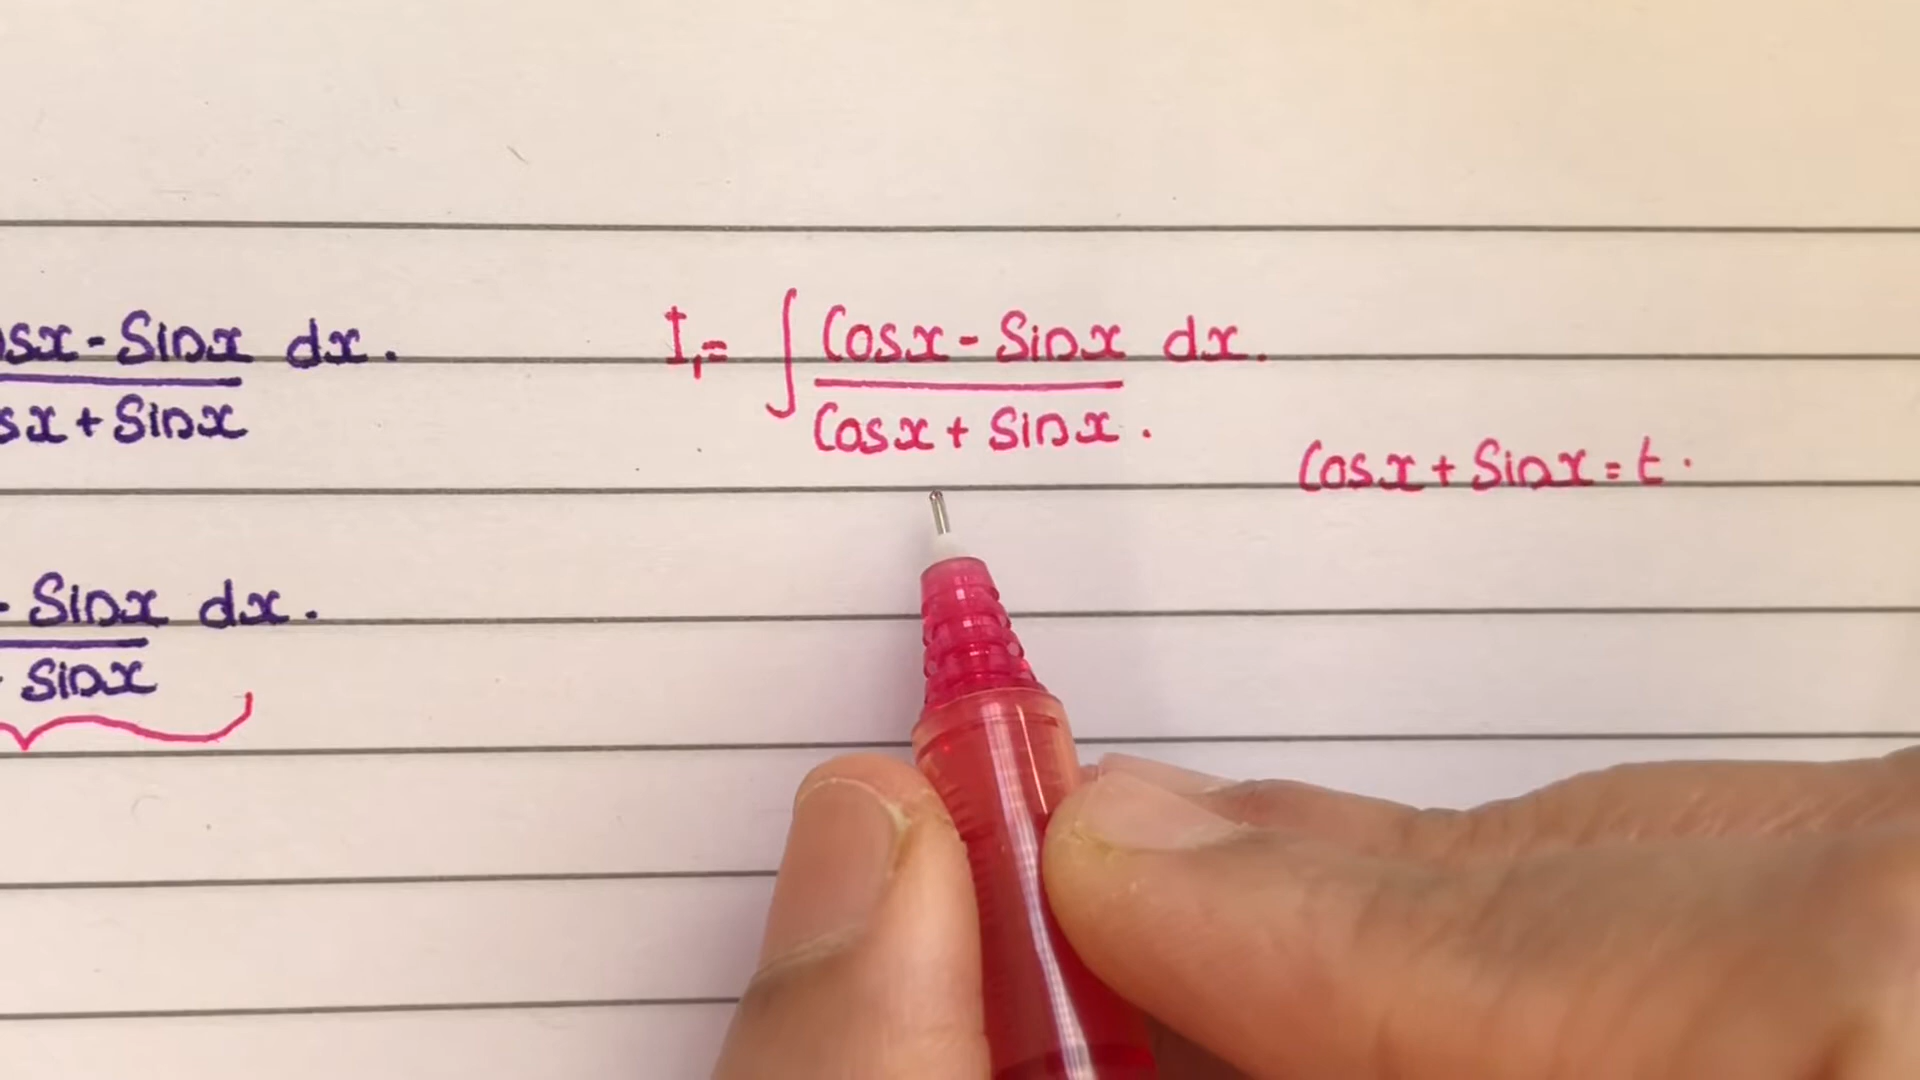 sx - Sinx dx.
sx + Sinx
- Sinx dx.
Sinx
I₁ = ∫ Cosx - Sinx dx.
Cosx + Sinx.
Cosx + Sinx = t.